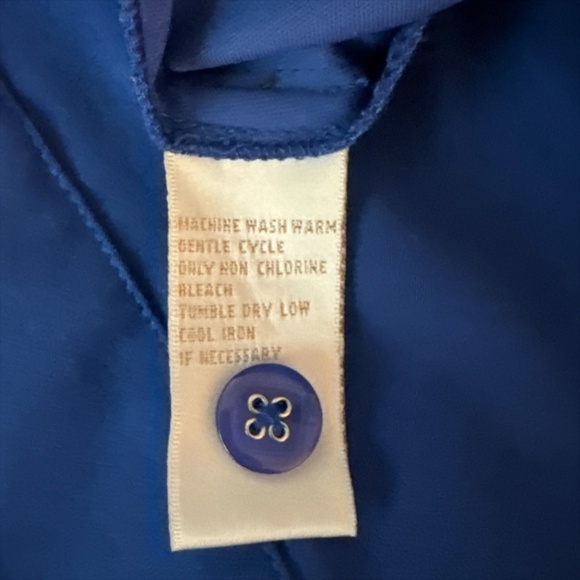 MACHINE WASH WARM
GENTLE CYCLE
ONLY NON CHLORINE
BLEACH
TUMBLE DRY LOW
COOL IRON
IF NECESSARY